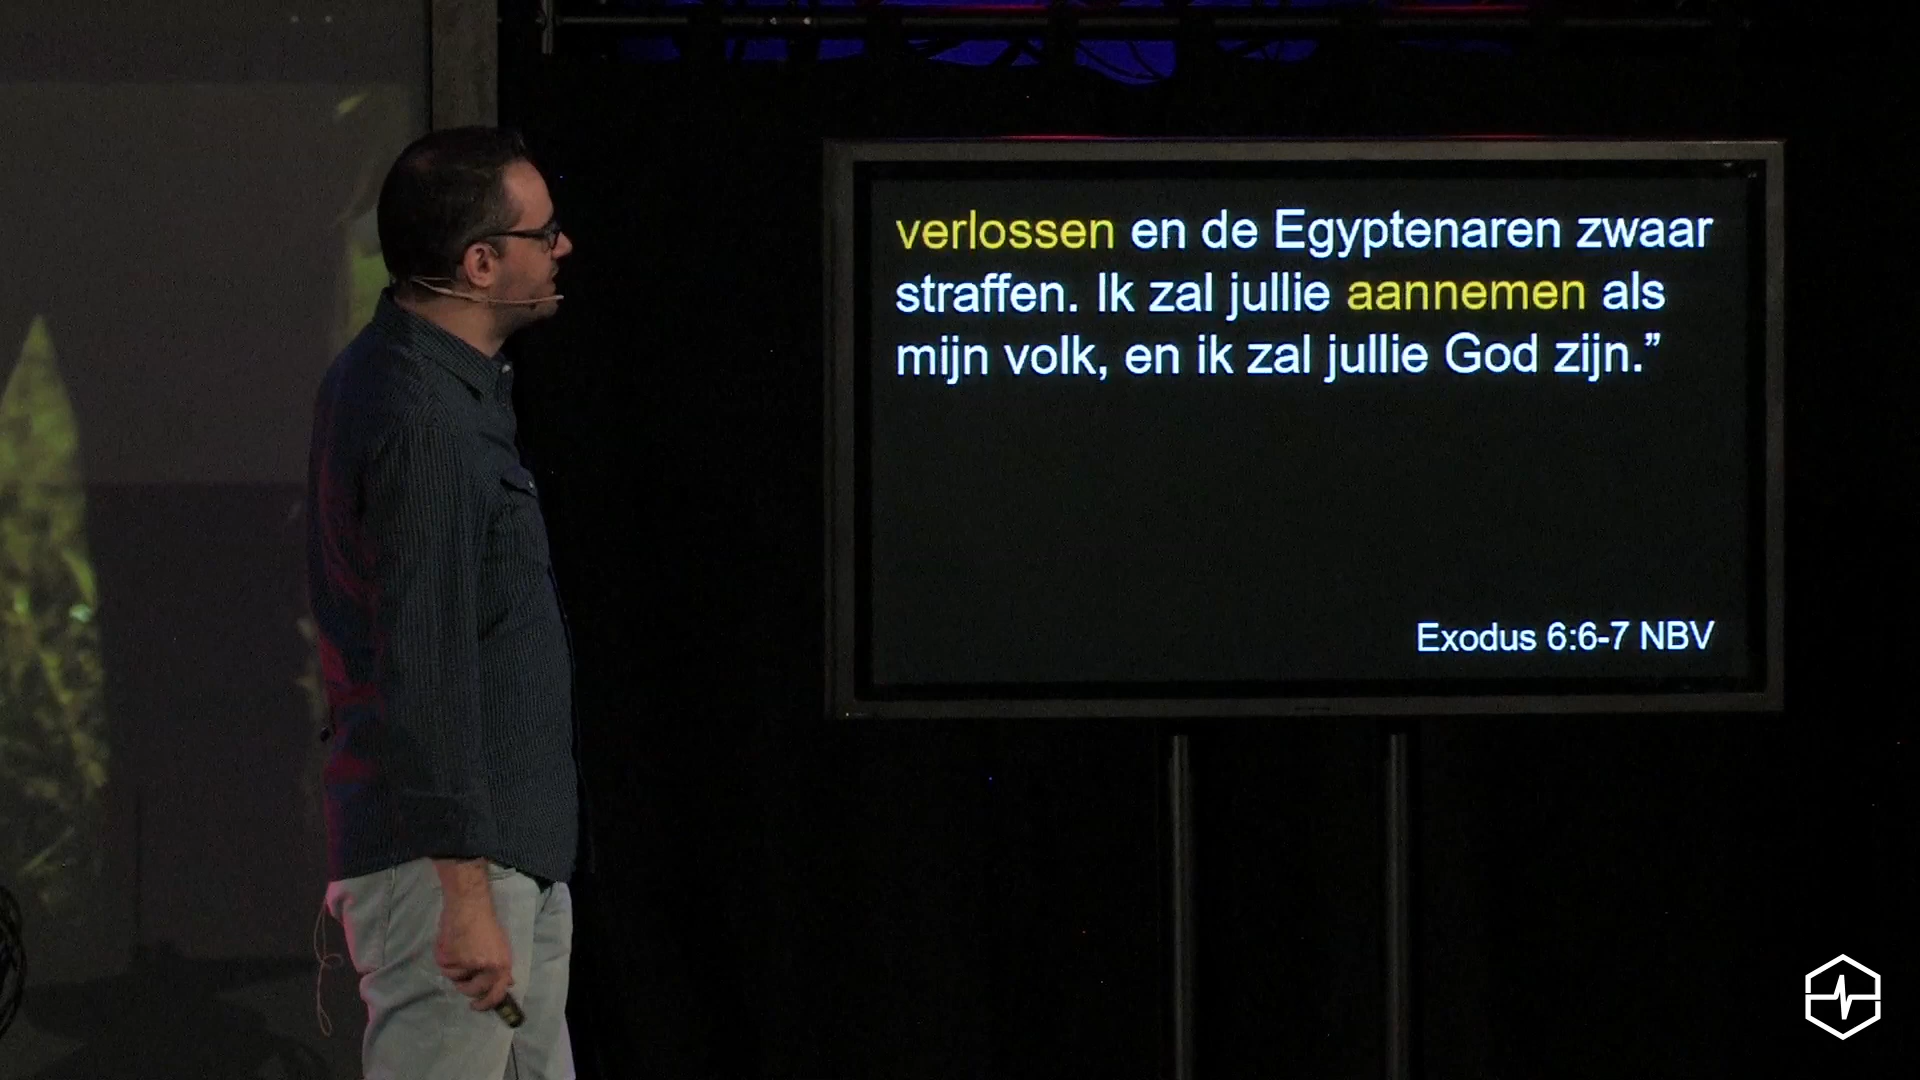 verlossen en de Egyptenaren zwaar
straffen. Ik zal jullie aannemen als
mijn volk, en ik zal jullie God zijn.”
Exodus 6:6-7 NBV